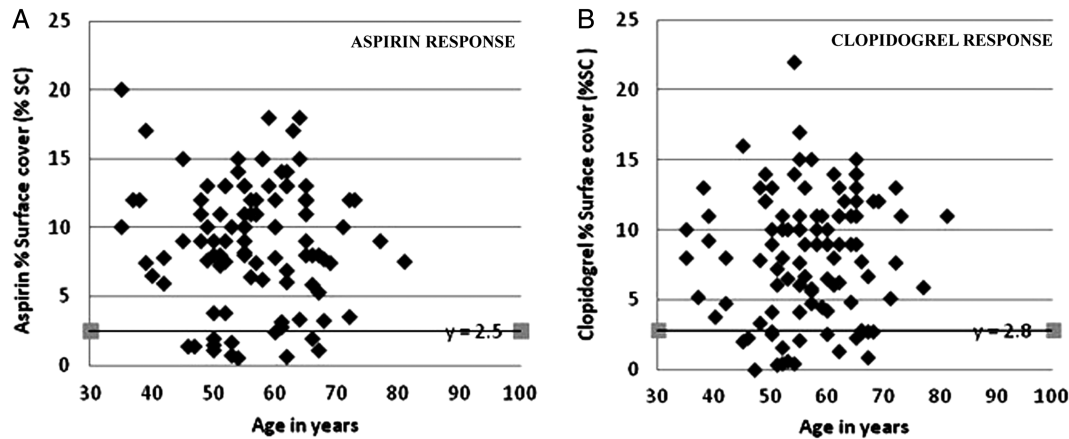 A
ASPIRIN RESPONSE
Aspirin % Surface cover (% SC)
25
20
15
10
5
0
y = 2.5
30 40 50 60 70 80 90 100
Age in years
B
CLOPIDOGREL RESPONSE
Clopidogrel % Surface cover (%SC)
25
20
15
10
5
0
y = 2.8
30 40 50 60 70 80 90 100
Age in years